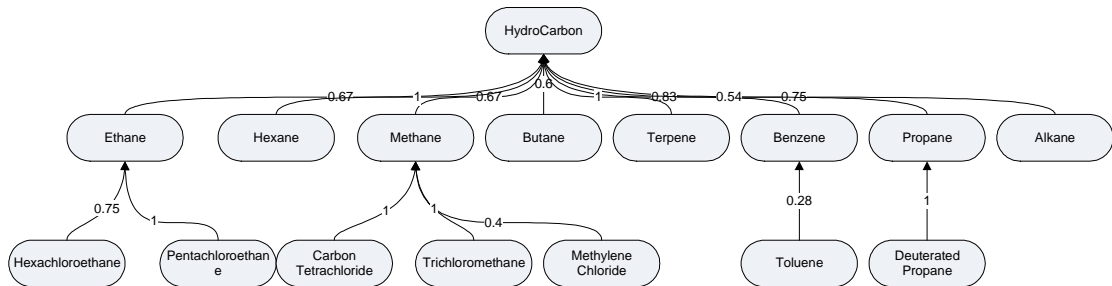 HydroCarbon
0.67
1
0.67
0.6
1
0.83
0.54
0.75
Ethane
Hexane
Methane
Butane
Terpene
Benzene
Propane
Alkane
0.75
1
1
1
0.4
0.28
1
Hexachloroethane
Pentachloroethan
e
Carbon
Tetrachloride
Trichloromethane
Methylene
Chloride
Toluene
Deuterated
Propane